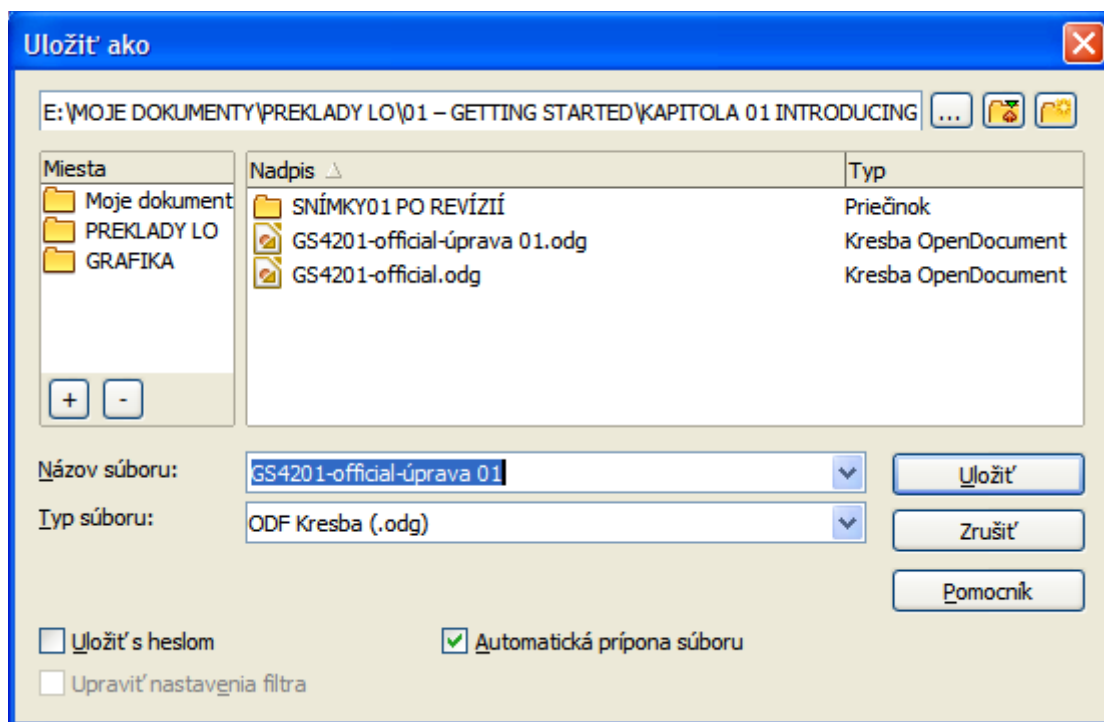 Uložiť ako
E:\MOJE DOKUMENTY\PREKLADY LO\01 – GETTING STARTED\KAPITOLA 01 INTRODUCING
...
Miesta
Moje dokument
PREKLADY LO
GRAFIKA
+ -
Nadpis Typ
SNÍMKY01 PO REVÍZIÍ Priečinok
GS4201-official-úprava 01.odg Kresba OpenDocument
GS4201-official.odg Kresba OpenDocument
Názov súboru: GS4201-official-úprava 01 Uložiť
Typ súboru: ODF Kresba (.odg) Zrušiť
Pomocník
Uložiť s heslom Automatická prípona súboru
Upraviť nastavenia filtra